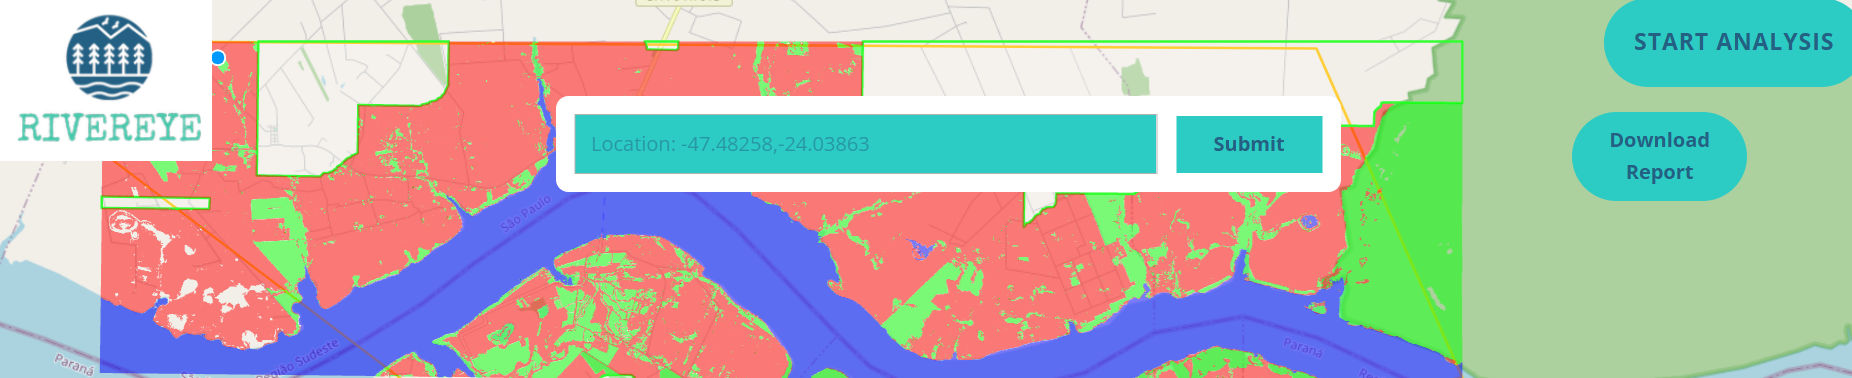 RIVEREYE
START ANALYSIS
Location: -47.48258,-24.03863
Submit
Download
Report
São Paulo
Região Sudeste
Paraná
Paraná